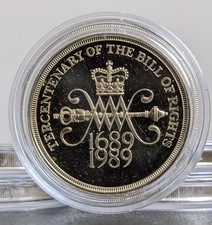 TERCENTENARY OF THE BILL OF RIGHTS
1689
1989